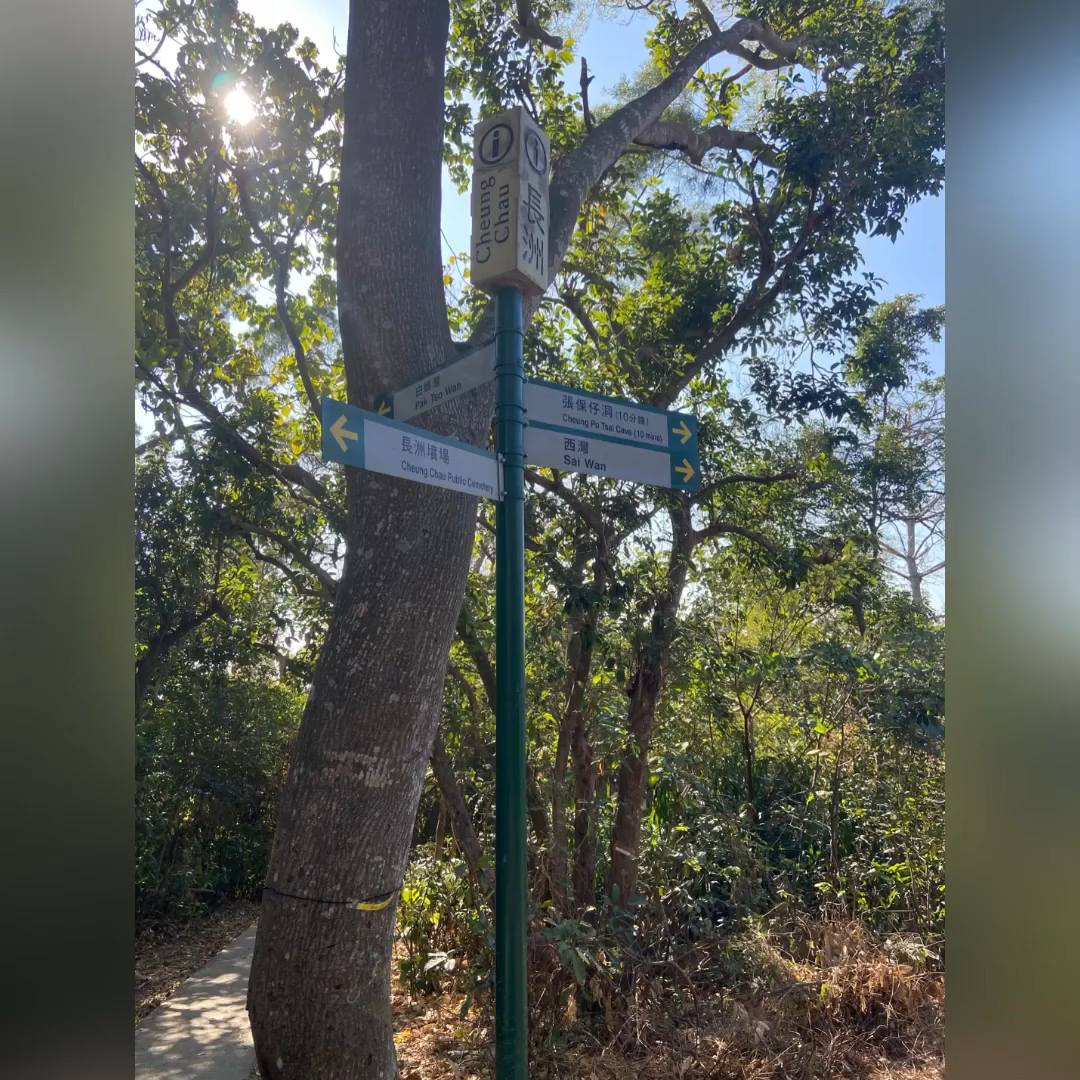 i
i
Cheung
Chau
長洲
白鰽灣
Pak Tso Wan
長洲墳場
Cheung Chau Public Cemetery
張保仔洞 (10分鐘)
Cheung Po Tsai Cave (10 mins)
西灣
Sai Wan